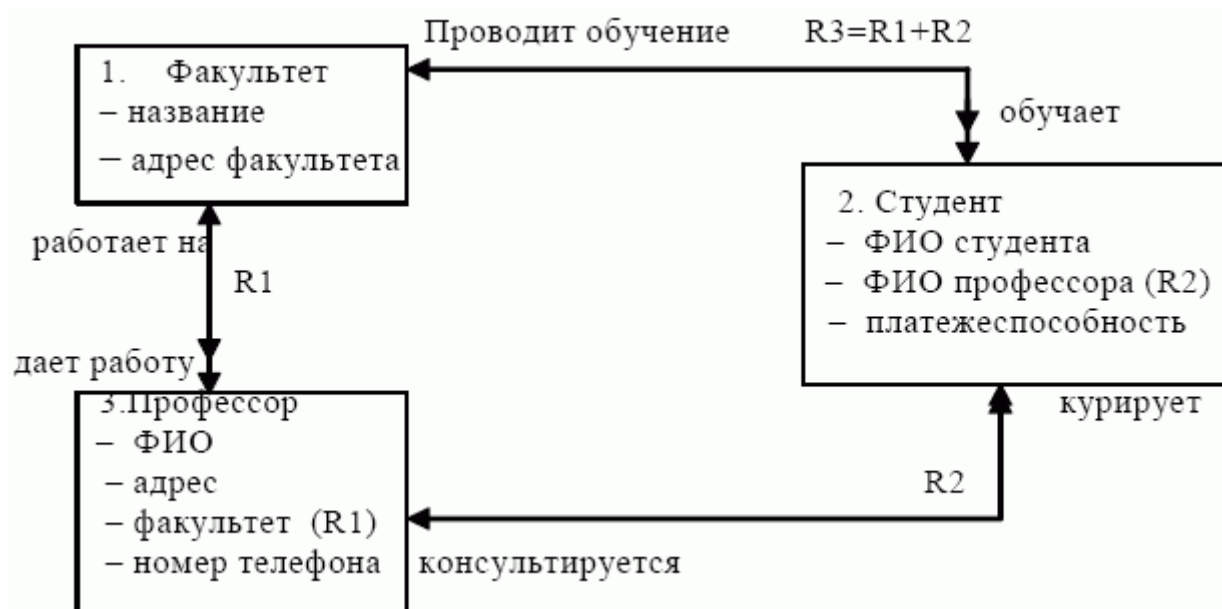 Проводит обучение R3=R1+R2
1. Факультет
– название
– адрес факультета
обучает
2. Студент
– ФИО студента
– ФИО профессора (R2)
– платежеспособность
работает на
R1
дает работу
3.Профессор
– ФИО
– адрес
– факультет (R1)
– номер телефона
курирует
R2
консультируется